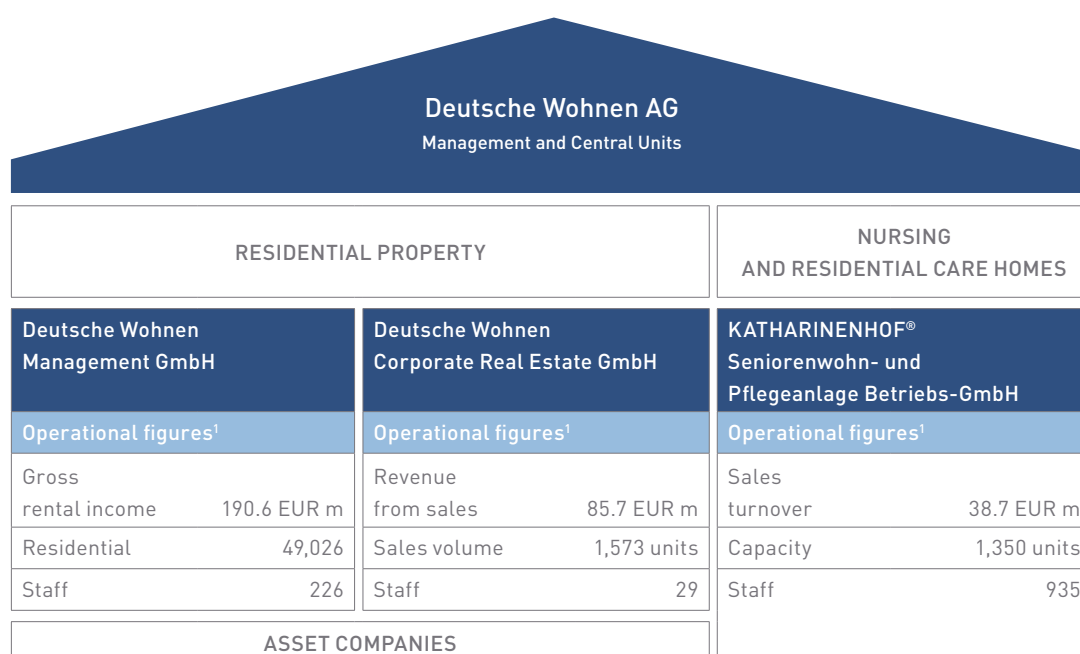 Deutsche Wohnen AG
Management and Central Units
RESIDENTIAL PROPERTY
NURSING
AND RESIDENTIAL CARE HOMES
Deutsche Wohnen
Management GmbH
Operational figures¹
Gross
rental income 190.6 EUR m
Residential 49,026
Staff 226
Deutsche Wohnen
Corporate Real Estate GmbH
Operational figures¹
Revenue
from sales 85.7 EUR m
Sales volume 1,573 units
Staff 29
KATHARINENHOF®
Seniorenwohn- und
Pflegeanlage Betriebs-GmbH
Operational figures¹
Sales
turnover 38.7 EUR m
Capacity 1,350 units
Staff 935
ASSET COMPANIES